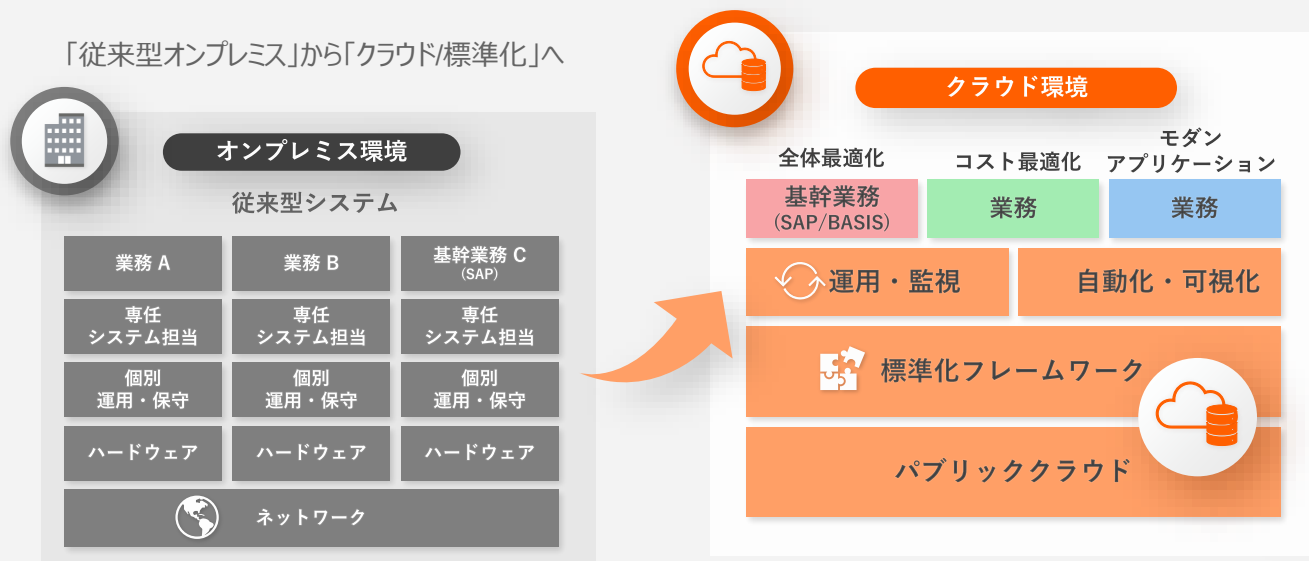 「従来型オンプレミス」から「クラウド/標準化」へ
オンプレミス環境
従来型システム
業務 A
業務 B
基幹業務 C
(SAP)
専任
システム担当
専任
システム担当
専任
システム担当
個別
運用・保守
個別
運用・保守
個別
運用・保守
ハードウェア
ハードウェア
ハードウェア
ネットワーク
クラウド環境
全体最適化
コスト最適化
モダン
アプリケーション
基幹業務
(SAP/BASIS)
業務
業務
運用・監視
自動化・可視化
標準化フレームワーク
パブリッククラウド